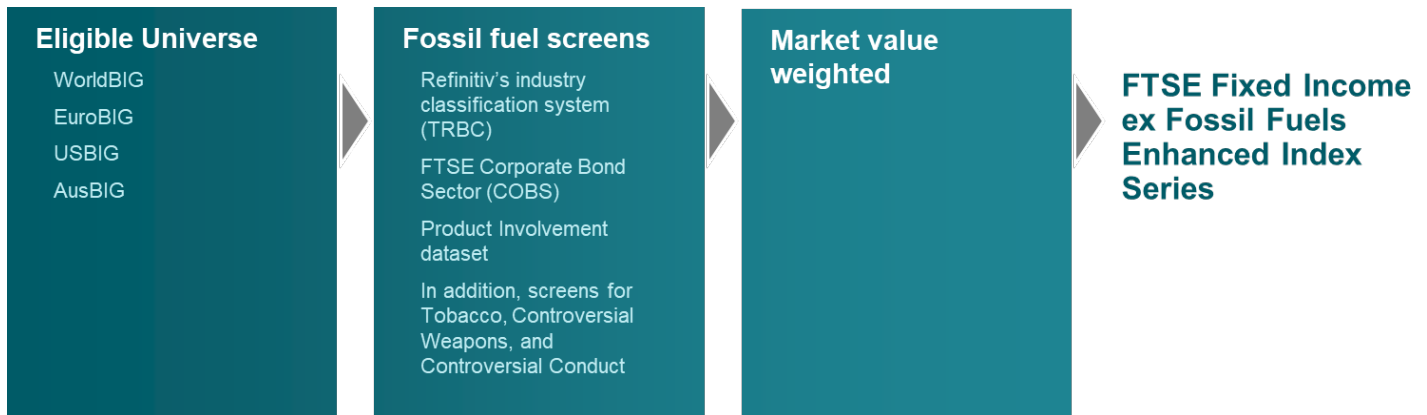 Eligible Universe
WorldBIG
EuroBIG
USBIG
AusBIG
Fossil fuel screens
Refinitiv’s industry
classification system
(TRBC)
FTSE Corporate Bond
Sector (COBS)
Product Involvement
dataset
In addition, screens for
Tobacco, Controversial
Weapons, and
Controversial Conduct
Market value
weighted
FTSE Fixed Income
ex Fossil Fuels
Enhanced Index
Series